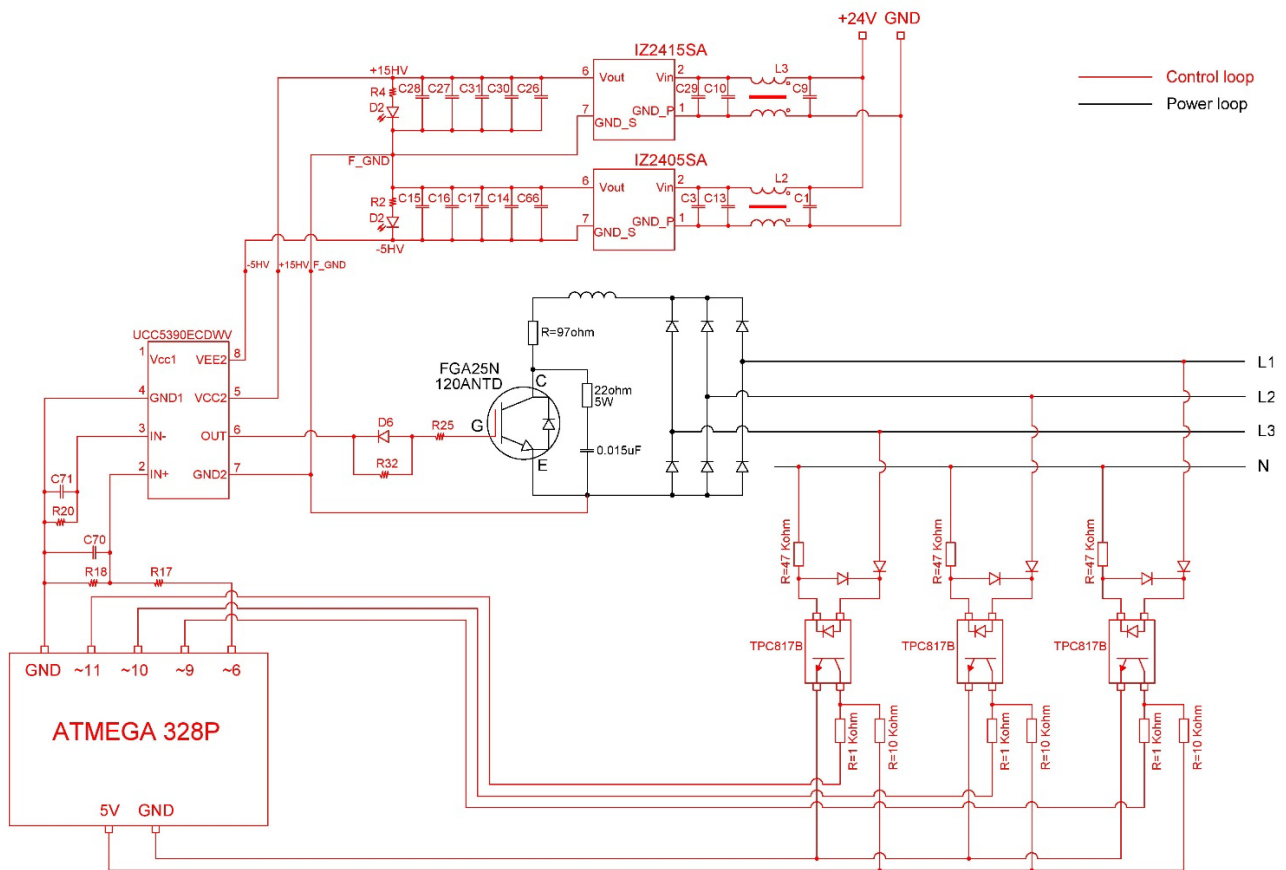 +24V GND
IZ2415SA
+15HV
6 Vout Vin 2
L3
R4 C28 C27 C31 C30 C26
C29 C10 C9
D2
7 GND_S GND_P 1
Control loop
Power loop
F_GND
IZ2405SA
6 Vout Vin 2
L2
R2 C15 C16 C17 C14 C66
C3 C13 C1
D2
7 GND_S GND_P 1
-5HV
-5HV +15HV F_GND
UCC5390ECDWV
1 Vcc1 VEE2 8
4 GND1 VCC2 5
3 IN- OUT 6
2 IN+ GND2 7
R=97ohm
FGA25N
120ANTD
C
G
E
22ohm
5W
0.015uF
D6
R25
R32
L1
L2
L3
N
C71
R20
C70
R18 R17
R=47 Kohm
R=47 Kohm
R=47 Kohm
TPC817B
TPC817B
TPC817B
GND ~11 ~10 ~9 ~6
ATMEGA 328P
5V GND
R=1 Kohm
R=10 Kohm
R=1 Kohm
R=10 Kohm
R=1 Kohm
R=10 Kohm